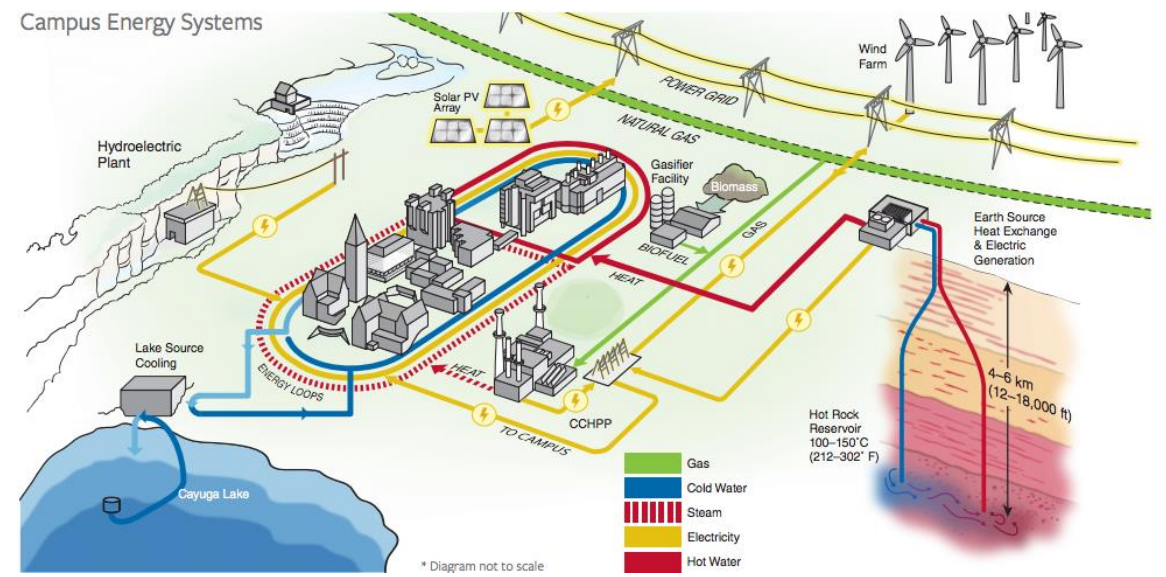 Campus Energy Systems
Wind
Farm
POWER GRID
Solar PV
Array
NATURAL GAS
Hydroelectric
Plant
Gasifier
Facility
Biomass
BIOFUEL
GAS
HEAT
Earth Source
Heat Exchange
& Electric
Generation
Lake Source
Cooling
ENERGY LOOPS
HEAT
CCHPP
TO CAMPUS
4–6 km
(12–18,000 ft)
Hot Rock
Reservoir
100–150˚C
(212–302˚ F)
Cayuga Lake
Gas
Cold Water
Steam
Electricity
Hot Water
* Diagram not to scale